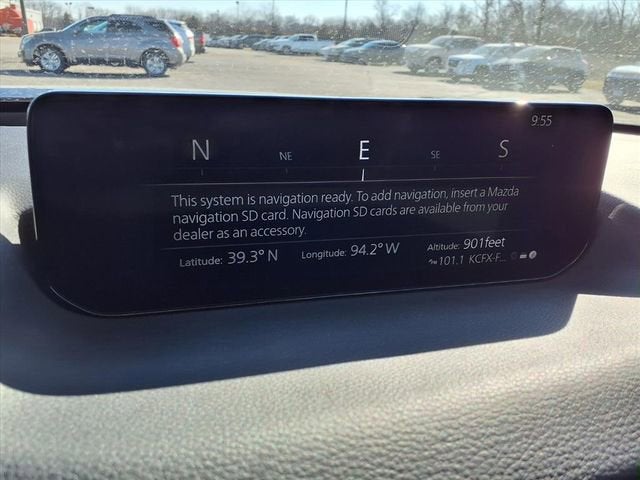 9:55
N NE E SE S
This system is navigation ready. To add navigation, insert a Mazda
navigation SD card. Navigation SD cards are available from your
dealer as an accessory.
Latitude: 39.3° N Longitude: 94.2° W Altitude: 901feet
101.1 KCFX-F...